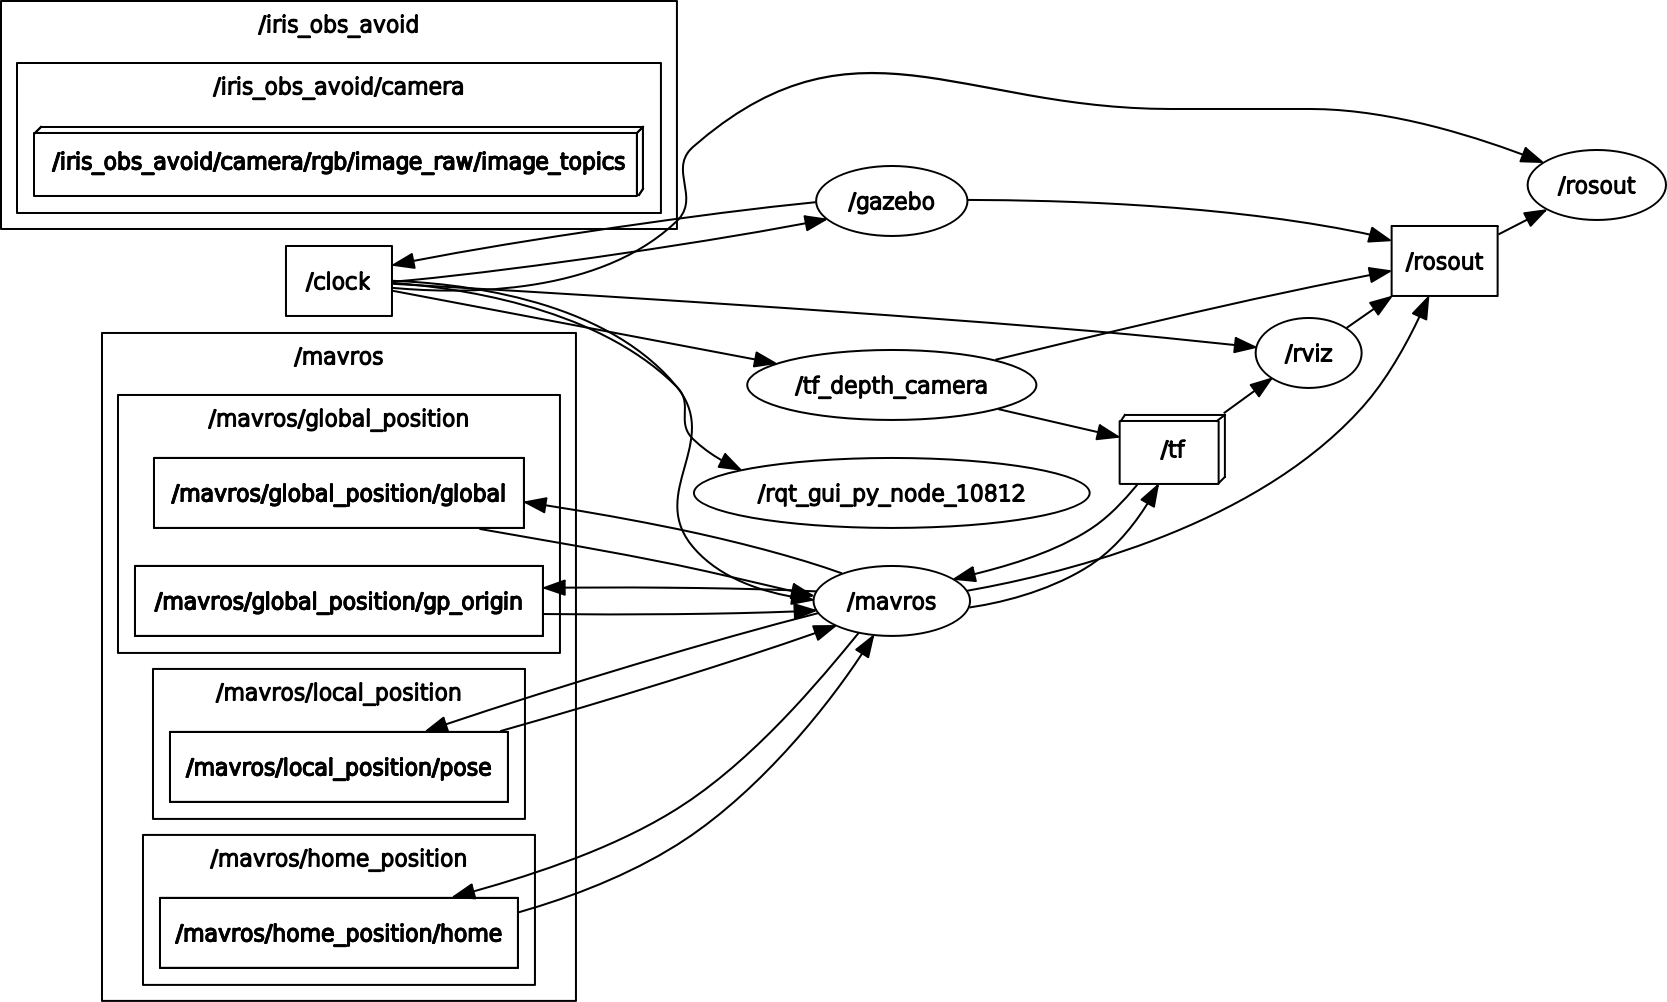 /iris_obs_avoid
/iris_obs_avoid/camera
/iris_obs_avoid/camera/rgb/image_raw/image_topics
/clock
/mavros
/mavros/global_position
/mavros/global_position/global
/mavros/global_position/gp_origin
/mavros/local_position
/mavros/local_position/pose
/mavros/home_position
/mavros/home_position/home
/gazebo
/tf_depth_camera
/rqt_gui_py_node_10812
/mavros
/tf
/rviz
/rosout
/rosout